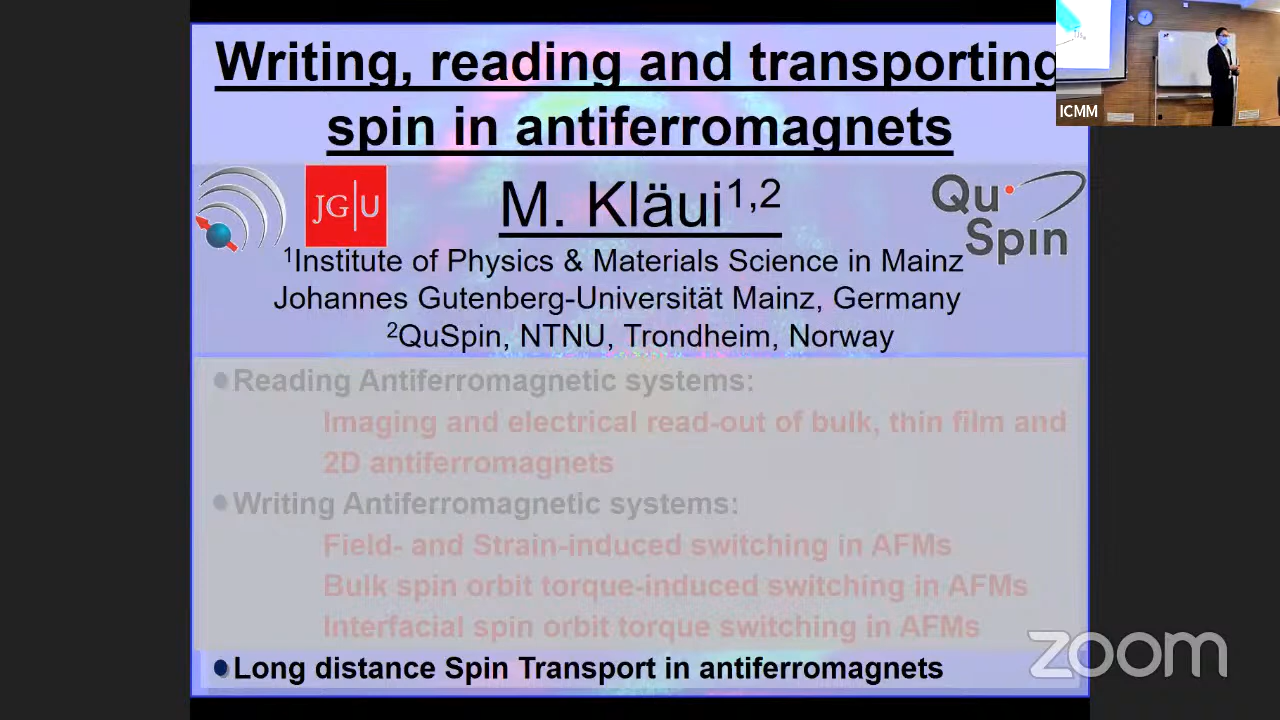 Writing, reading and transporting
spin in antiferromagnets
ICMM
JG|U
M. Kläui1,2
Qu
Spin
1Institute of Physics & Materials Science in Mainz
Johannes Gutenberg-Universität Mainz, Germany
2QuSpin, NTNU, Trondheim, Norway
●Reading Antiferromagnetic systems:
Imaging and electrical read-out of bulk, thin film and
2D antiferromagnets
●Writing Antiferromagnetic systems:
Field- and Strain-induced switching in AFMs
Bulk spin orbit torque-induced switching in AFMs
Interfacial spin orbit torque switching in AFMs
●Long distance Spin Transport in antiferromagnets
zoom